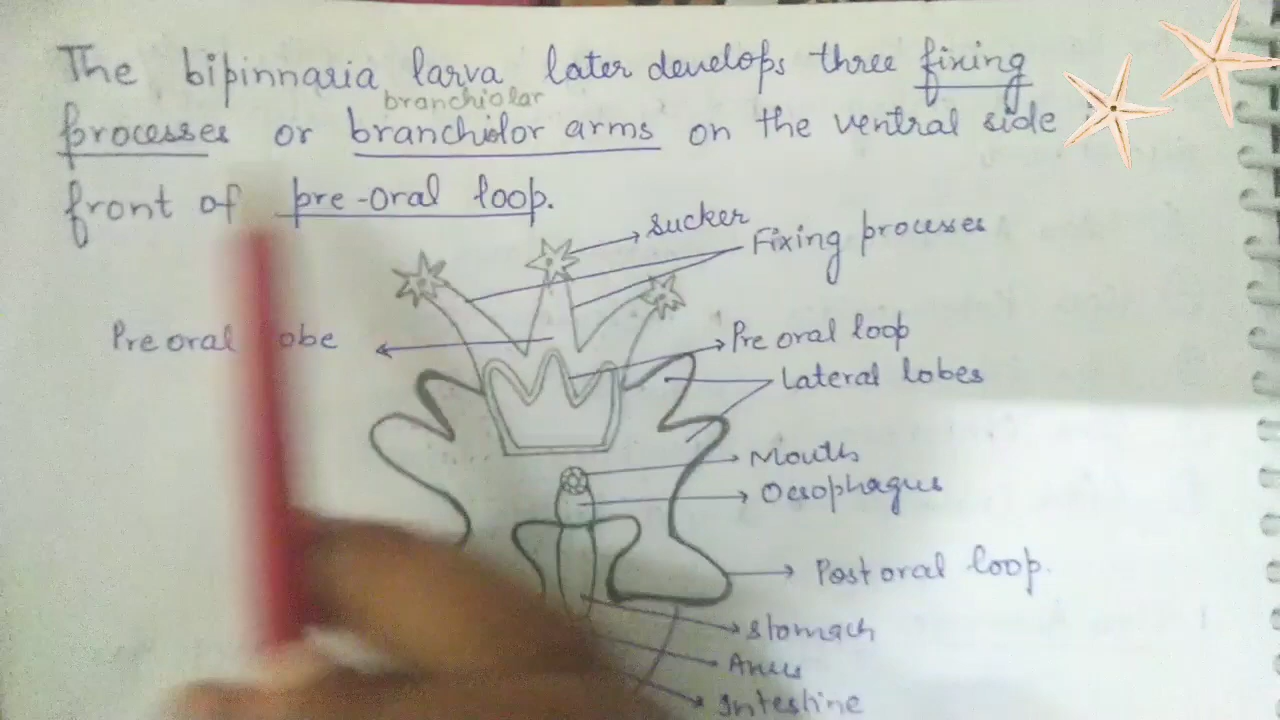 The bipinnaria larva later develops three fixing
branchiolar
processes or branchiolor arms on the ventral side
front of pre-oral loop.
sucker
Fixing processes
Pre oral lobe
Pre oral loop
Lateral lobes
Mouth
Oesophagus
Post oral loop.
Stomach
Anus
Intestine